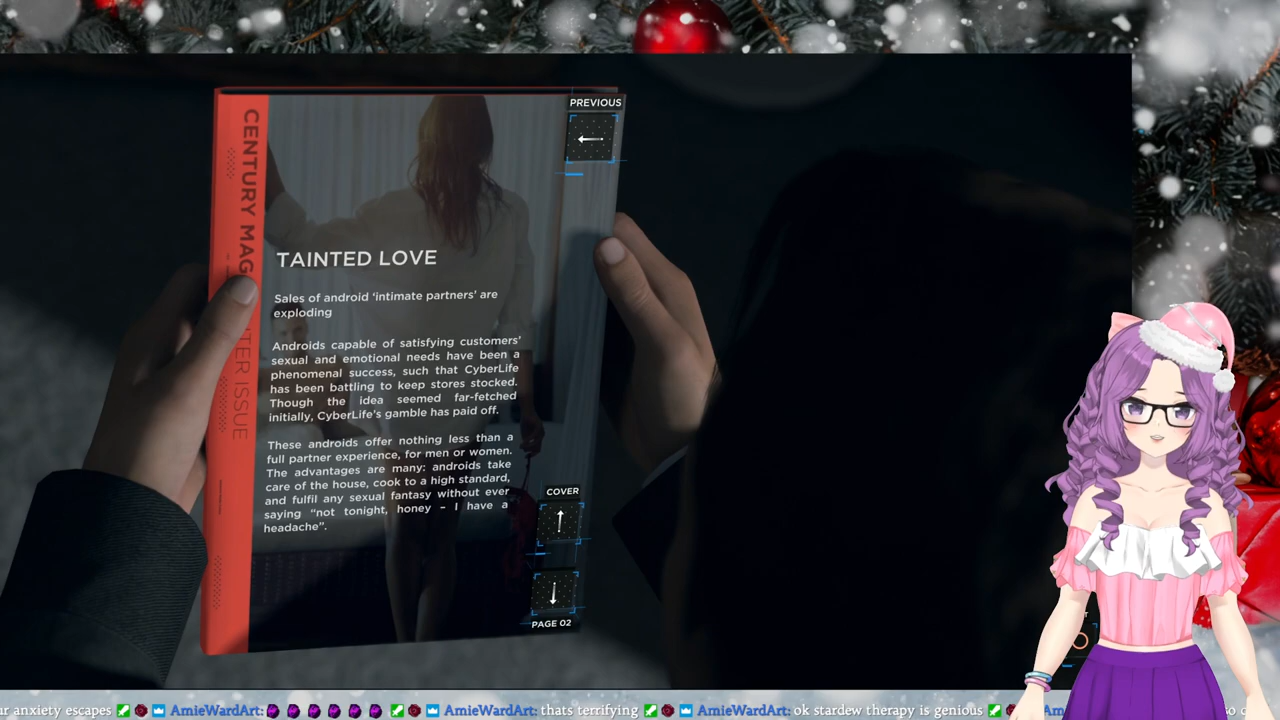 PREVIOUS
CENTURY MAG
TER ISSUE
TAINTED LOVE
Sales of android ‘intimate partners’ are
exploding
Androids capable of satisfying customers’
sexual and emotional needs have been a
phenomenal success, such that CyberLife
has been battling to keep stores stocked.
Though the idea seemed far-fetched
initially, CyberLife’s gamble has paid off.
These androids offer nothing less than a
full partner experience, for men or women.
The advantages are many: androids take
care of the house, cook to a high standard,
and fulfil any sexual fantasy without ever
saying “not tonight, honey – I have a
headache”.
COVER
PAGE 02
ur anxiety escapes AmieWardArt: AmieWardArt: thats terrifying AmieWardArt: ok stardew therapy is genious Am so